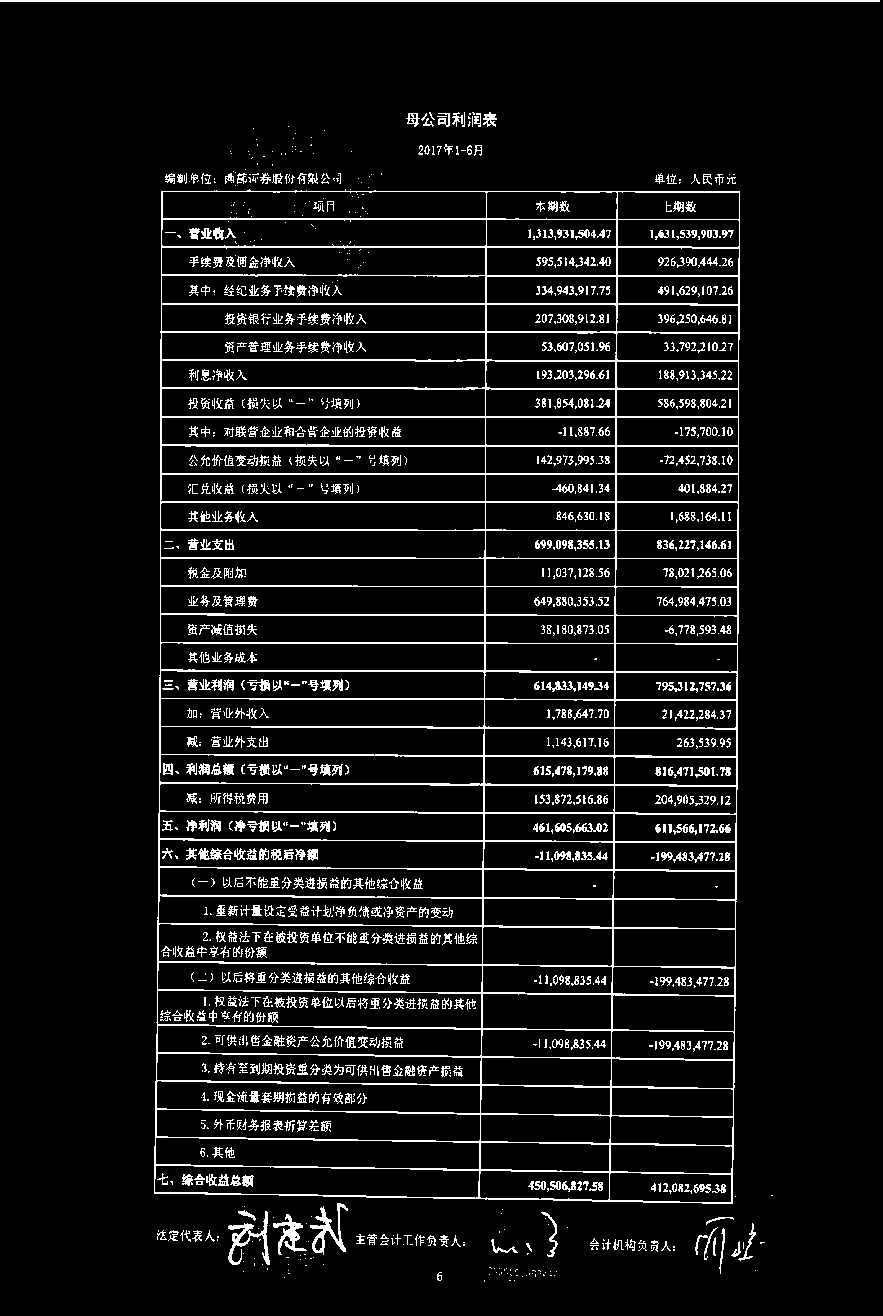 母公司利润表
2017年1-6月
编制单位：西部证券股份有限公司 单位：人民币元
项目 本期数 上期数
一、营业收入 1,313,931,504.47 1,631,539,903.97
手续费及佣金净收入 595,514,342.40 926,390,444.26
其中：经纪业务手续费净收入 334,943,917.75 491,629,107.26
投资银行业务手续费净收入 207,308,912.81 396,250,646.81
资产管理业务手续费净收入 53,607,051.96 33,792,210.27
利息净收入 193,203,296.61 188,913,345.22
投资收益（损失以“－”号填列） 381,854,081.24 586,598,804.21
其中：对联营企业和合营企业的投资收益 -11,887.66 -175,700.10
公允价值变动损益（损失以“－”号填列） 142,973,995.38 -72,452,738.10
汇兑收益（损失以“－”号填列） -460,841.34 401,884.27
其他业务收入 846,630.18 1,688,164.11
二、营业支出 699,098,355.13 836,227,146.61
税金及附加 11,037,128.56 78,021,265.06
业务及管理费 649,880,353.52 764,984,475.03
资产减值损失 38,180,873.05 -6,778,593.48
其他业务成本 - -
三、营业利润（亏损以“－”号填列） 614,833,149.34 795,312,757.36
加：营业外收入 1,788,647.70 21,422,284.37
减：营业外支出 1,143,617.16 263,539.95
四、利润总额（亏损以“－”号填列） 615,478,179.88 816,471,501.78
减：所得税费用 153,872,516.86 204,905,329.12
五、净利润（净亏损以“－”填列） 461,605,663.02 611,566,172.66
六、其他综合收益的税后净额 -11,098,835.44 -199,483,477.28
（一）以后不能重分类进损益的其他综合收益 - -
1.重新计量设定受益计划净负债或净资产的变动
2.权益法下在被投资单位不能重分类进损益的其他综
合收益中享有的份额
（二）以后将重分类进损益的其他综合收益 -11,098,835.44 -199,483,477.28
1.权益法下在被投资单位以后将重分类进损益的其他
综合收益中享有的份额
2.可供出售金融资产公允价值变动损益 -11,098,835.44 -199,483,477.28
3.持有至到期投资重分类为可供出售金融资产损益
4.现金流量套期损益的有效部分
5.外币财务报表折算差额
6.其他
七、综合收益总额 450,506,827.58 412,082,695.38
法定代表人： 主管会计工作负责人： 会计机构负责人：
6